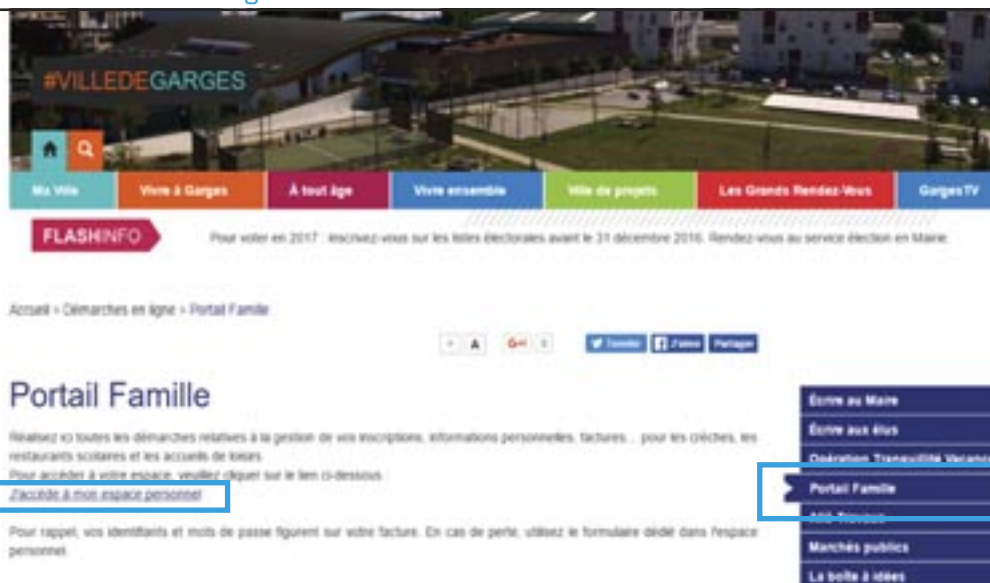 #VILLEDEGARGES
Ma Ville
Vivre à Garges
À tout âge
Vivre ensemble
Ville de projets
Les Grands Rendez-Vous
GargesTV
FLASHINFO
Pour voter en 2017 : inscrivez-vous sur les listes électorales avant le 31 décembre 2016. Rendez-vous au service élection en Mairie.
Accueil » Démarches en ligne » Portail Famille
A
G+1 0
Tweeter J'aime Partager
Portail Famille
Réalisez ici toutes les démarches relatives à la gestion de vos inscriptions, informations personnelles, factures... pour les crèches, les
restaurants scolaires et les accueils de loisirs.
Pour accéder à votre espace, veuillez cliquer sur le lien ci-dessous :
J'accède à mon espace personnel
Pour rappel, vos identifiants et mots de passe figurent sur votre facture. En cas de perte, utilisez le formulaire dédié dans l'espace
personnel.
Écrire au Maire
Écrire aux élus
Opération Tranquillité Vacance
Portail Famille
Allô Travaux
Marchés publics
La boîte à idées